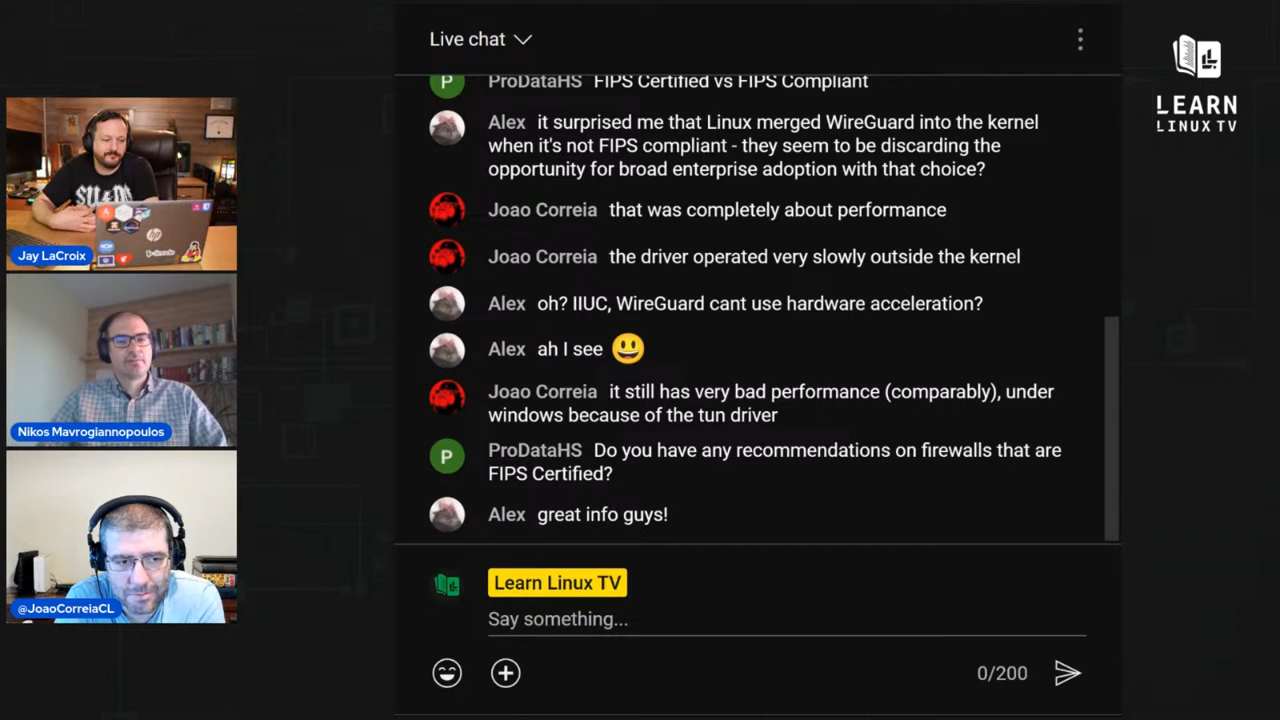 Live chat
P ProDataHS FIPS Certified vs FIPS Compliant
Alex it surprised me that Linux merged WireGuard into the kernel
when it's not FIPS compliant - they seem to be discarding the
opportunity for broad enterprise adoption with that choice?
Joao Correia that was completely about performance
Joao Correia the driver operated very slowly outside the kernel
Alex oh? IIUC, WireGuard cant use hardware acceleration?
Alex ah I see 😃
Joao Correia it still has very bad performance (comparably), under
windows because of the tun driver
P ProDataHS Do you have any recommendations on firewalls that are
FIPS Certified?
Alex great info guys!
Learn Linux TV
Say something...
0/200
LEARN
LINUX TV
hp
Jay LaCroix
Nikos Mavrogiannopoulos
@JoaoCorreiaCL